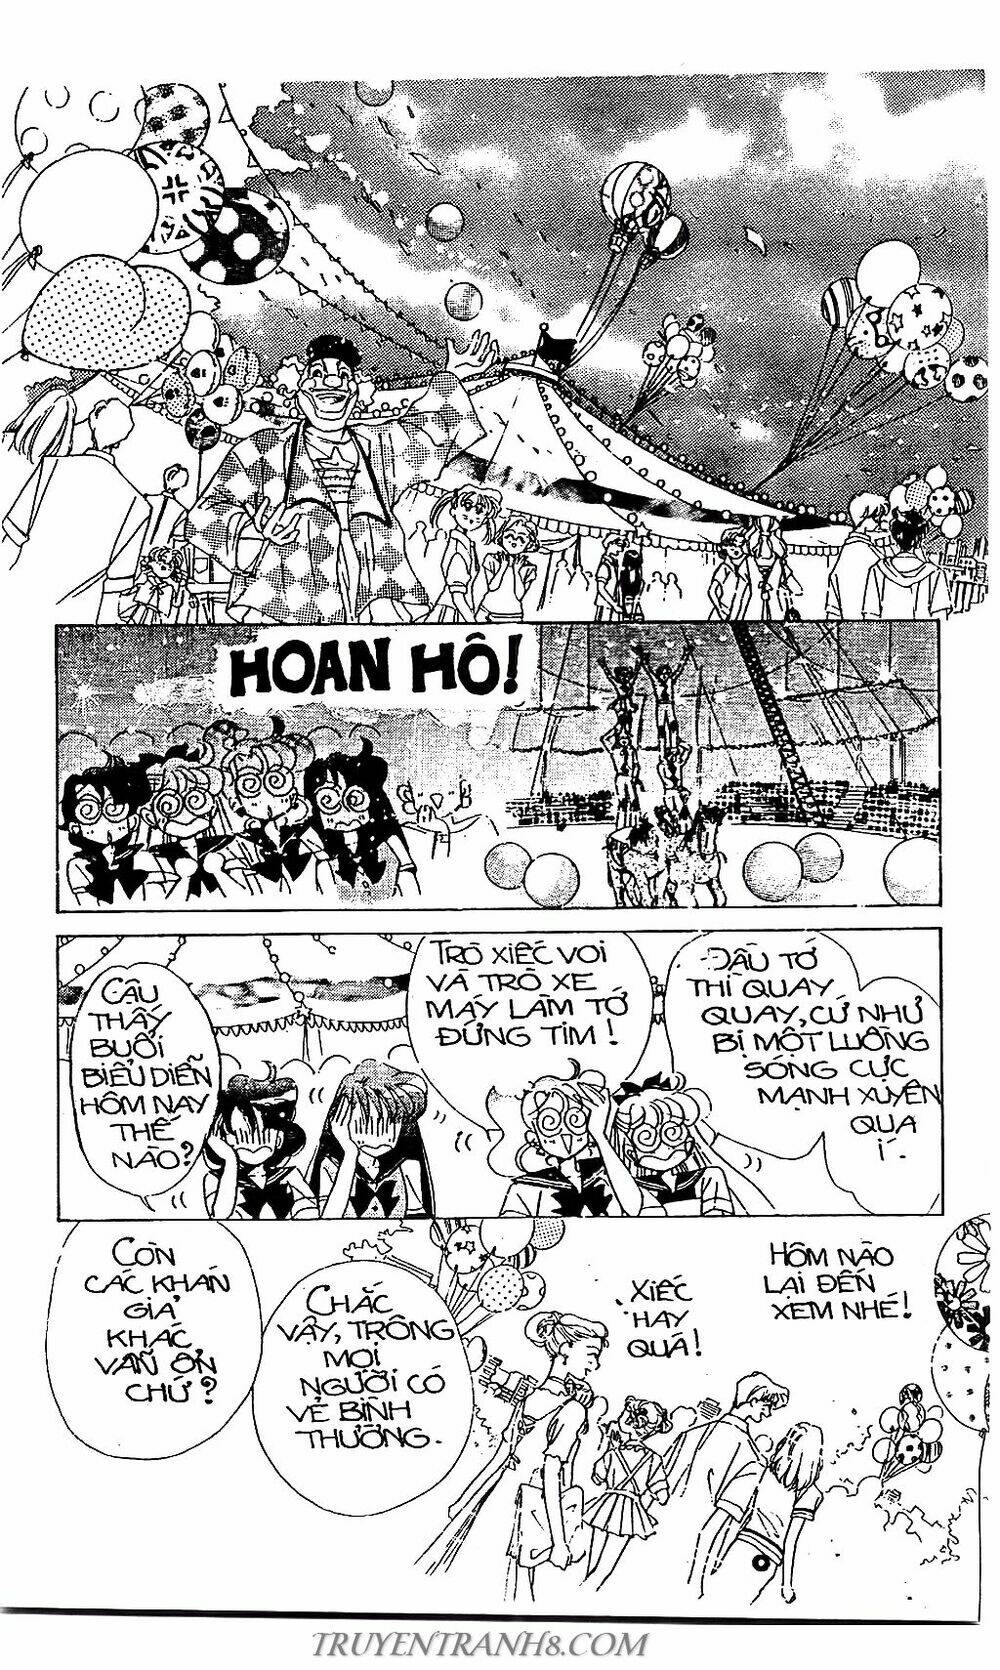 HOAN HÔ!
CẬU
THẤY
BUỔI
BIỂU DIỄN
HÔM NAY
THẾ
NÀO?
TRÒ XIẾC VOI
VÀ TRÒ XE
MÁY LÀM TỚ
ĐỨNG TIM!
ĐẦU TỚ
THÌ QUAY
QUAY, CỨ NHƯ
BỊ MỘT LUỒNG
SÓNG CỰC
MẠNH XUYÊN
QUA
Í.
CÒN
CÁC KHÁN
GIẢ
KHÁC
VẪN ỔN
CHỨ?
CHẮC
VẬY, TRÔNG
MỌI
NGƯỜI CÓ
VẺ BÌNH
THƯỜNG.
XIẾC
HAY
QUÁ!
HÔM NÀO
LẠI ĐẾN
XEM NHÉ!
TRUYENTRANH8.COM